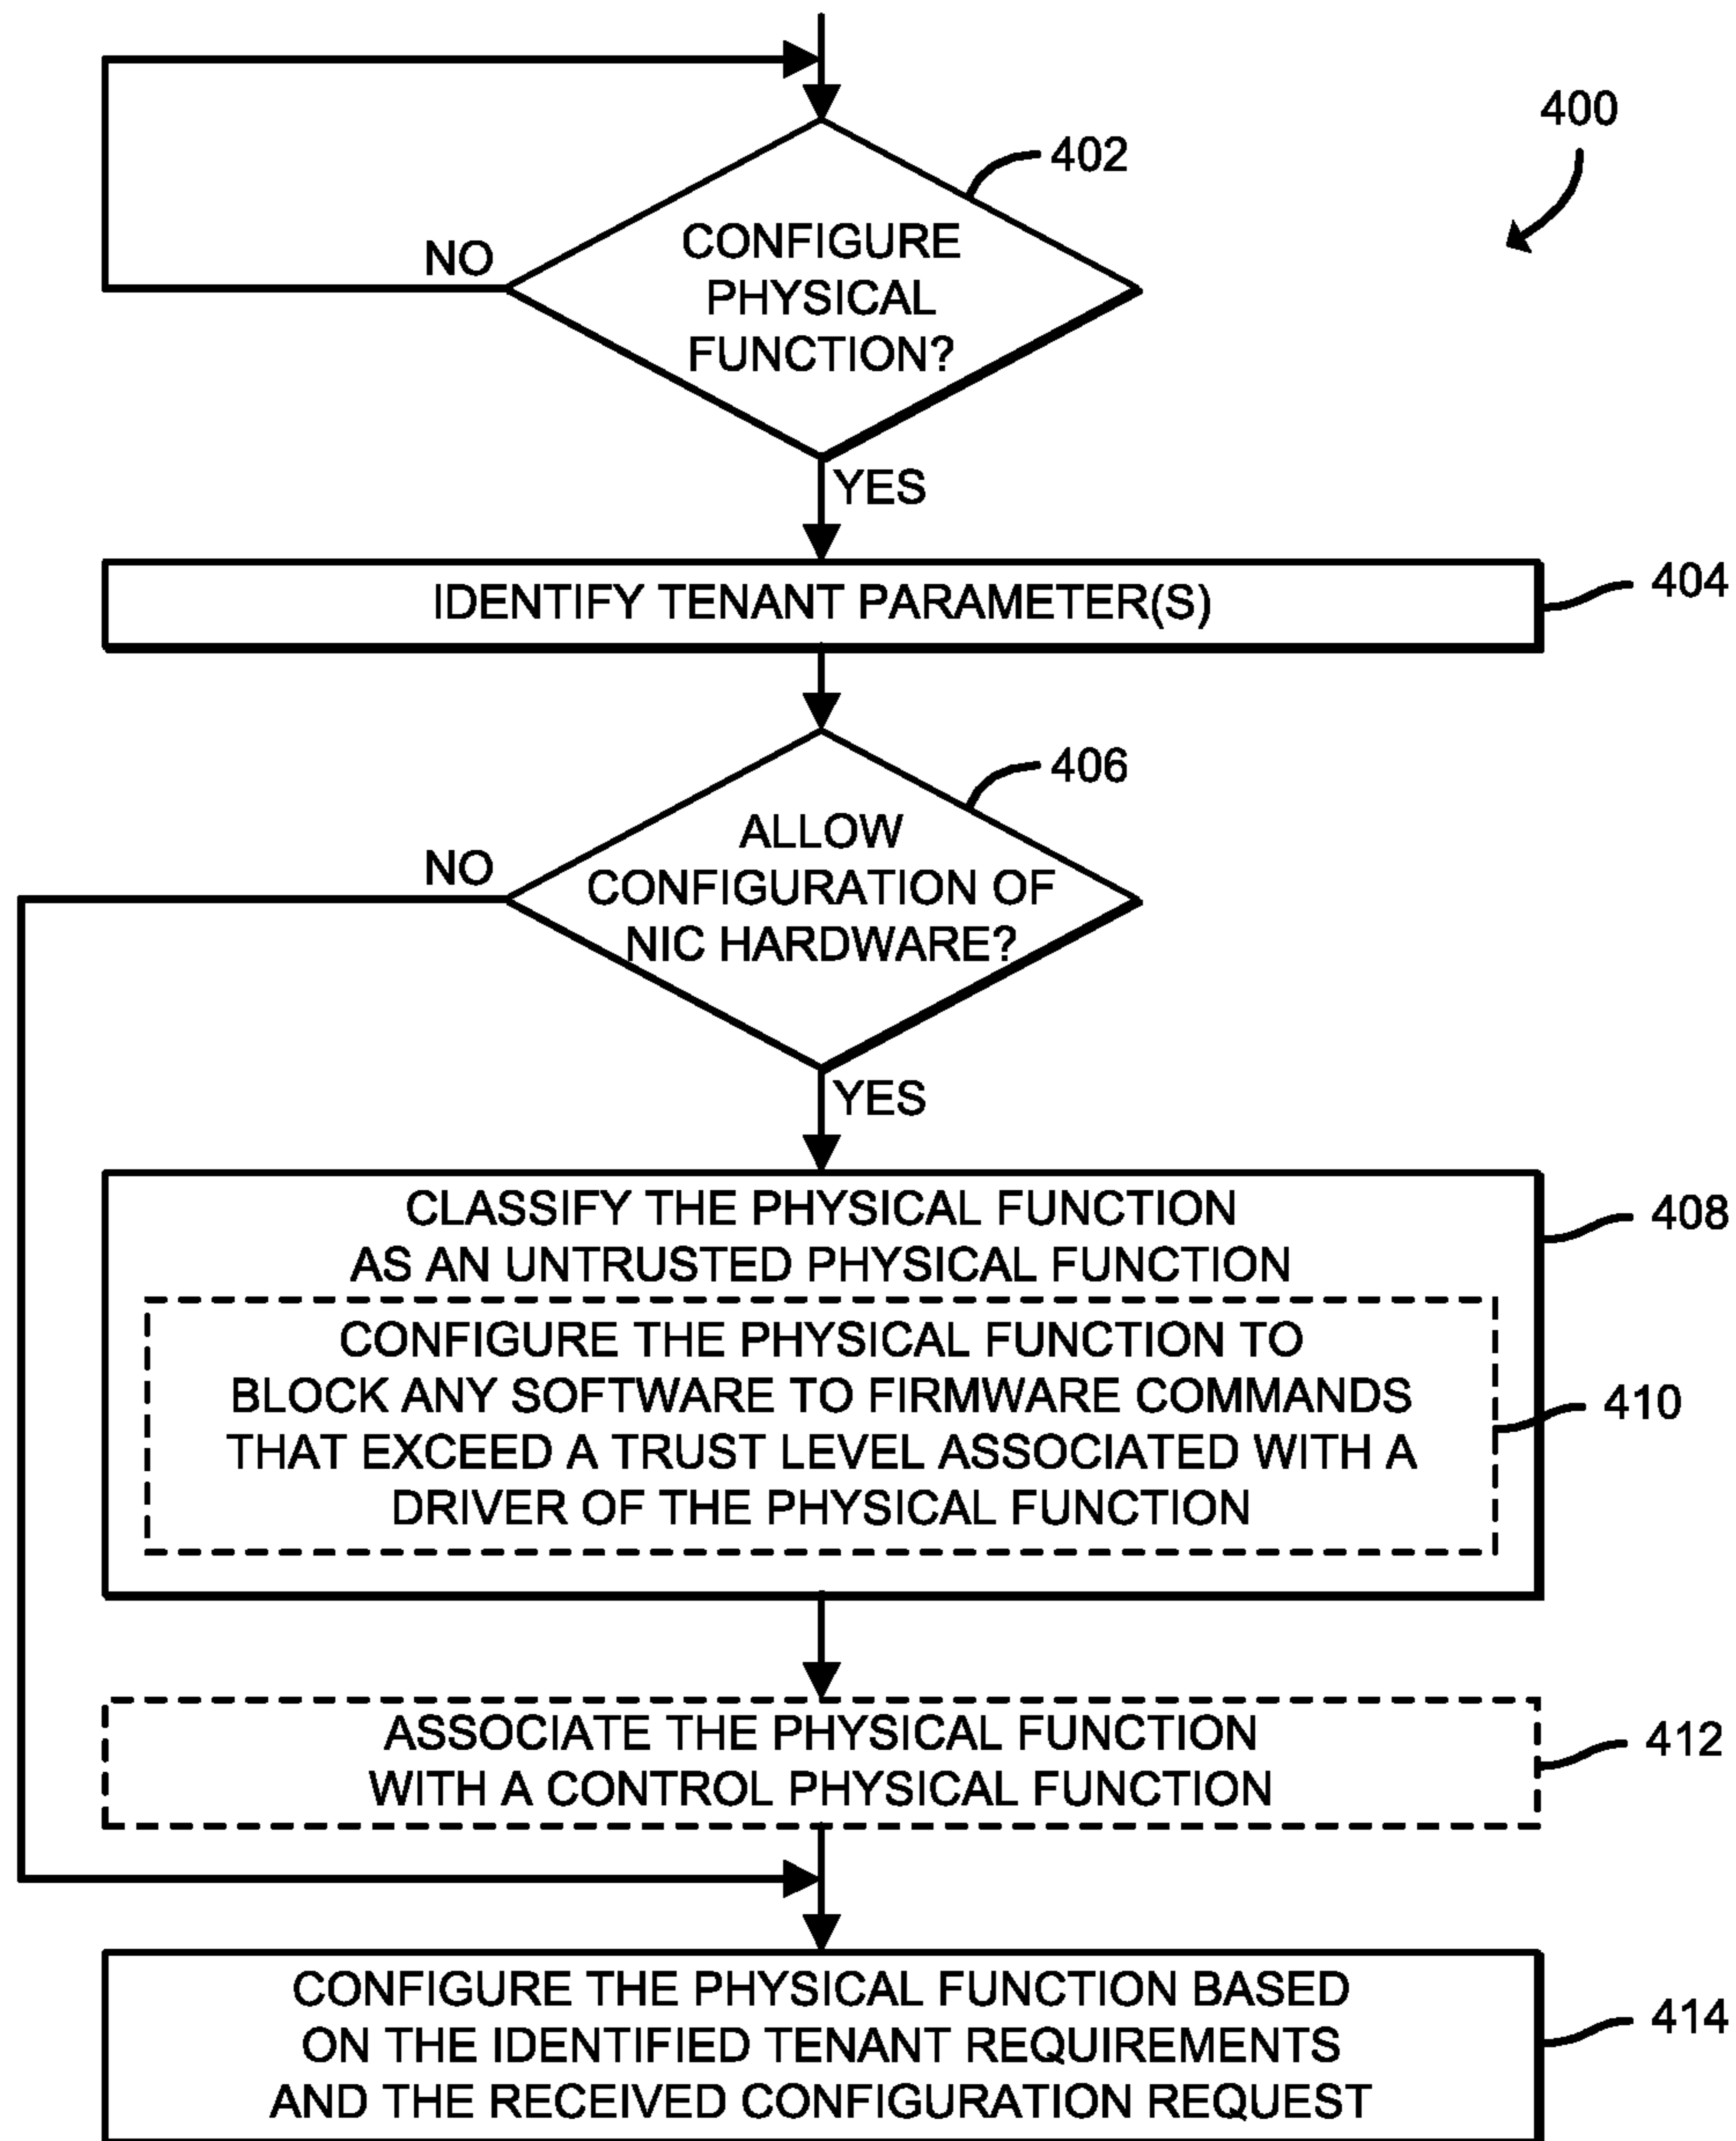 400
402
CONFIGURE
PHYSICAL
FUNCTION?
NO
YES
IDENTIFY TENANT PARAMETER(S)
404
406
ALLOW
CONFIGURATION OF
NIC HARDWARE?
NO
YES
CLASSIFY THE PHYSICAL FUNCTION
AS AN UNTRUSTED PHYSICAL FUNCTION
408
CONFIGURE THE PHYSICAL FUNCTION TO
BLOCK ANY SOFTWARE TO FIRMWARE COMMANDS
THAT EXCEED A TRUST LEVEL ASSOCIATED WITH A
DRIVER OF THE PHYSICAL FUNCTION
410
ASSOCIATE THE PHYSICAL FUNCTION
WITH A CONTROL PHYSICAL FUNCTION
412
CONFIGURE THE PHYSICAL FUNCTION BASED
ON THE IDENTIFIED TENANT REQUIREMENTS
AND THE RECEIVED CONFIGURATION REQUEST
414